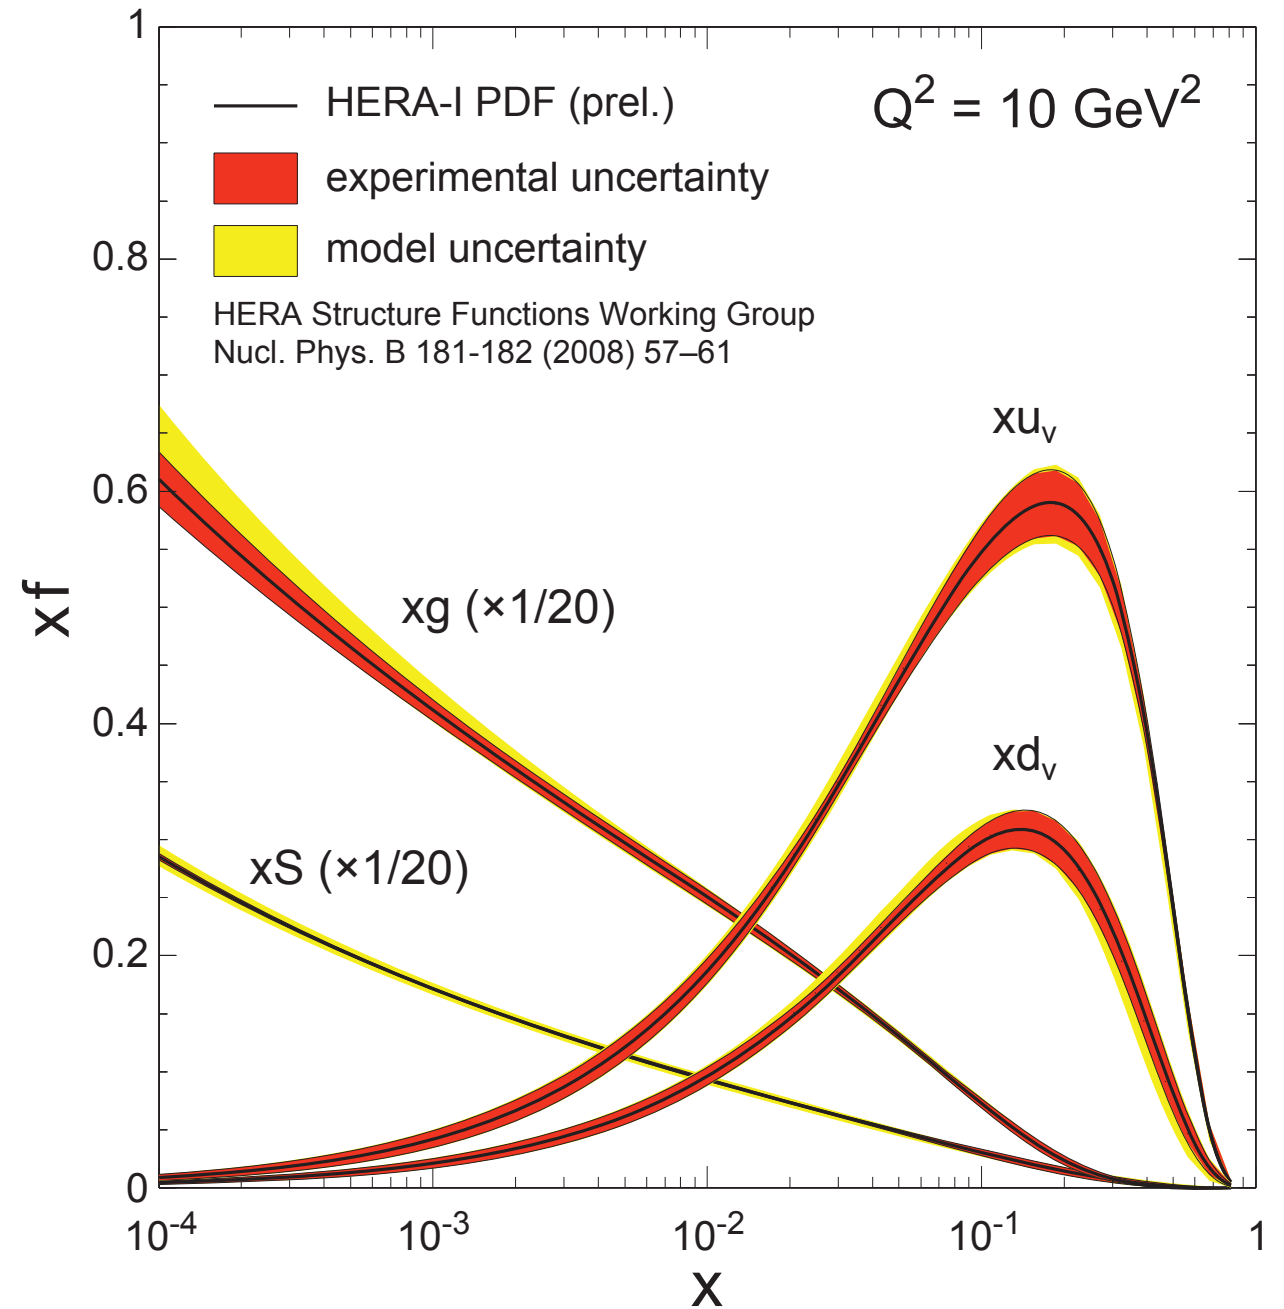 1
HERA-I PDF (prel.)
Q² = 10 GeV²
experimental uncertainty
model uncertainty
0.8
HERA Structure Functions Working Group
Nucl. Phys. B 181-182 (2008) 57–61
xuᵥ
0.6
xf
xg (×1/20)
0.4
xdᵥ
xS (×1/20)
0.2
0
10⁻⁴ 10⁻³ 10⁻² 10⁻¹ 1
x